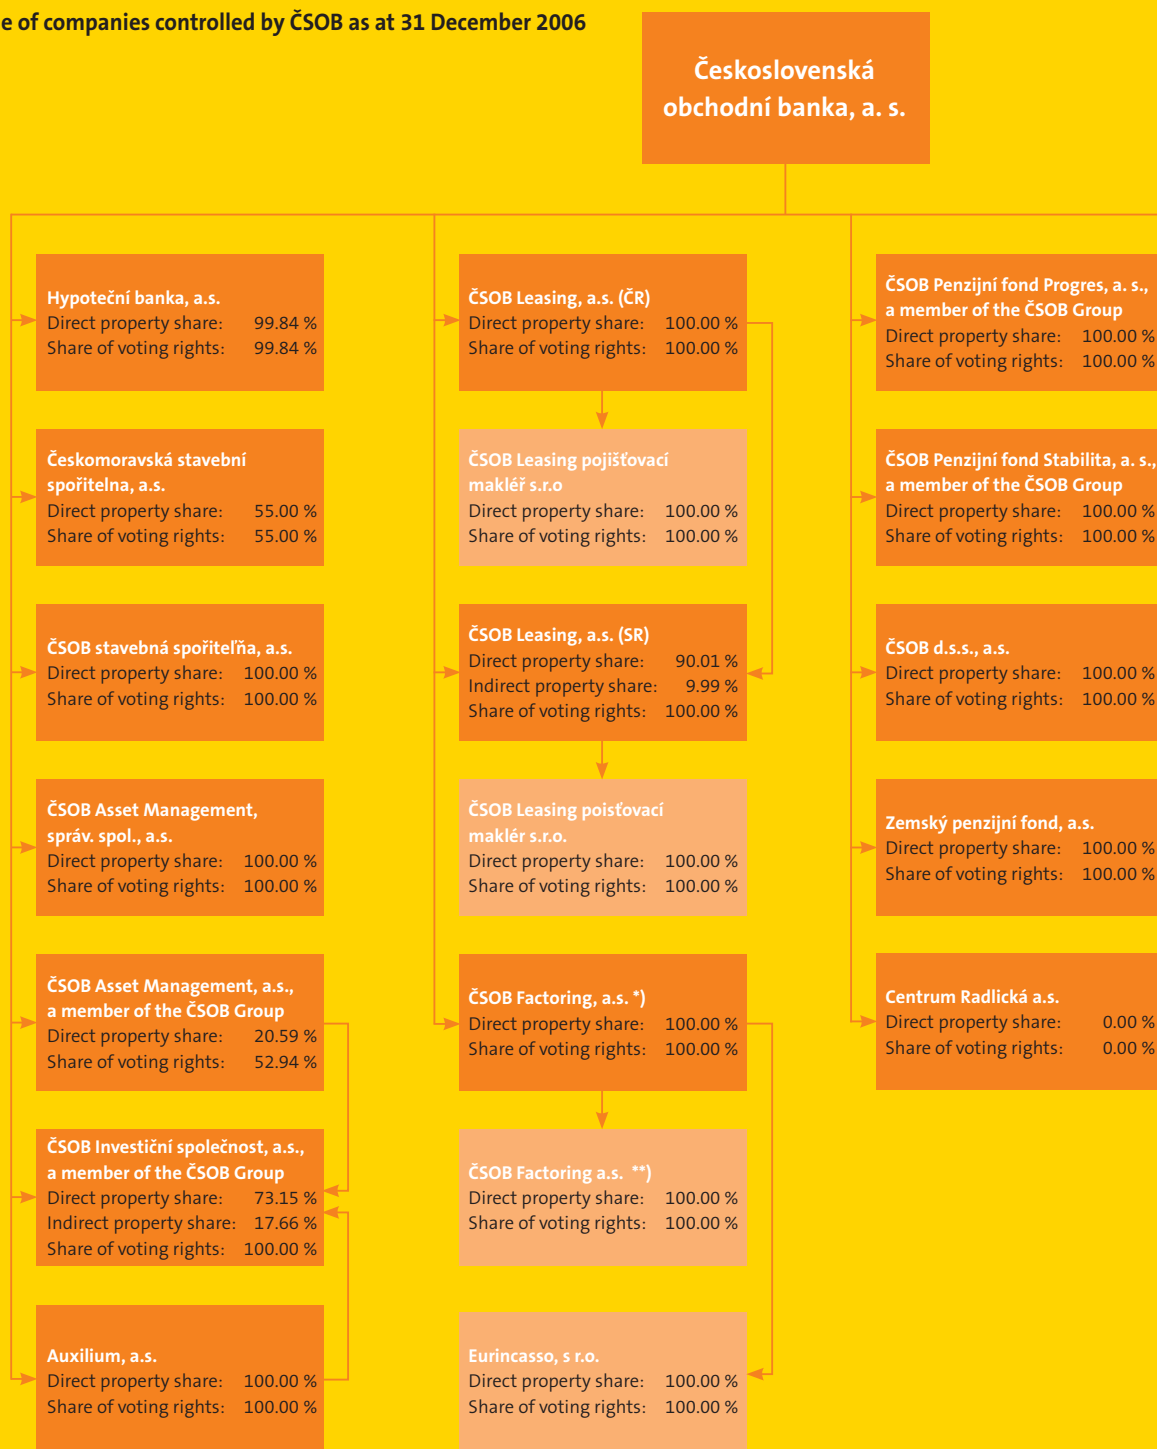 e of companies controlled by ČSOB as at 31 December 2006
Československá
obchodní banka, a. s.
Hypoteční banka, a.s.
Direct property share: 99.84 %
Share of voting rights: 99.84 %
Českomoravská stavební
spořitelna, a.s.
Direct property share: 55.00 %
Share of voting rights: 55.00 %
ČSOB stavebná spořiteľňa, a.s.
Direct property share: 100.00 %
Share of voting rights: 100.00 %
ČSOB Asset Management,
správ. spol., a.s.
Direct property share: 100.00 %
Share of voting rights: 100.00 %
ČSOB Asset Management, a.s.,
a member of the ČSOB Group
Direct property share: 20.59 %
Share of voting rights: 52.94 %
ČSOB Investiční společnost, a.s.,
a member of the ČSOB Group
Direct property share: 73.15 %
Indirect property share: 17.66 %
Share of voting rights: 100.00 %
Auxilium, a.s.
Direct property share: 100.00 %
Share of voting rights: 100.00 %
ČSOB Leasing, a.s. (ČR)
Direct property share: 100.00 %
Share of voting rights: 100.00 %
ČSOB Leasing pojišťovací
makléř s.r.o
Direct property share: 100.00 %
Share of voting rights: 100.00 %
ČSOB Leasing, a.s. (SR)
Direct property share: 90.01 %
Indirect property share: 9.99 %
Share of voting rights: 100.00 %
ČSOB Leasing poisťovací
maklér s.r.o.
Direct property share: 100.00 %
Share of voting rights: 100.00 %
ČSOB Factoring, a.s. *)
Direct property share: 100.00 %
Share of voting rights: 100.00 %
ČSOB Factoring a.s. **)
Direct property share: 100.00 %
Share of voting rights: 100.00 %
Eurincasso, s r.o.
Direct property share: 100.00 %
Share of voting rights: 100.00 %
ČSOB Penzijní fond Progres, a. s.,
a member of the ČSOB Group
Direct property share: 100.00 %
Share of voting rights: 100.00 %
ČSOB Penzijní fond Stabilita, a. s.,
a member of the ČSOB Group
Direct property share: 100.00 %
Share of voting rights: 100.00 %
ČSOB d.s.s., a.s.
Direct property share: 100.00 %
Share of voting rights: 100.00 %
Zemský penzijní fond, a.s.
Direct property share: 100.00 %
Share of voting rights: 100.00 %
Centrum Radlická a.s.
Direct property share: 0.00 %
Share of voting rights: 0.00 %